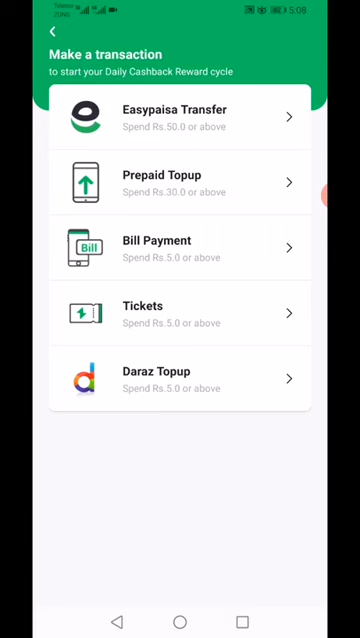 Telenor
ZONG
5:08
Make a transaction
to start your Daily Cashback Reward cycle
Easypaisa Transfer
Spend Rs.50.0 or above
Prepaid Topup
Spend Rs.30.0 or above
Bill
Bill Payment
Spend Rs.5.0 or above
Tickets
Spend Rs.5.0 or above
Daraz Topup
Spend Rs.5.0 or above